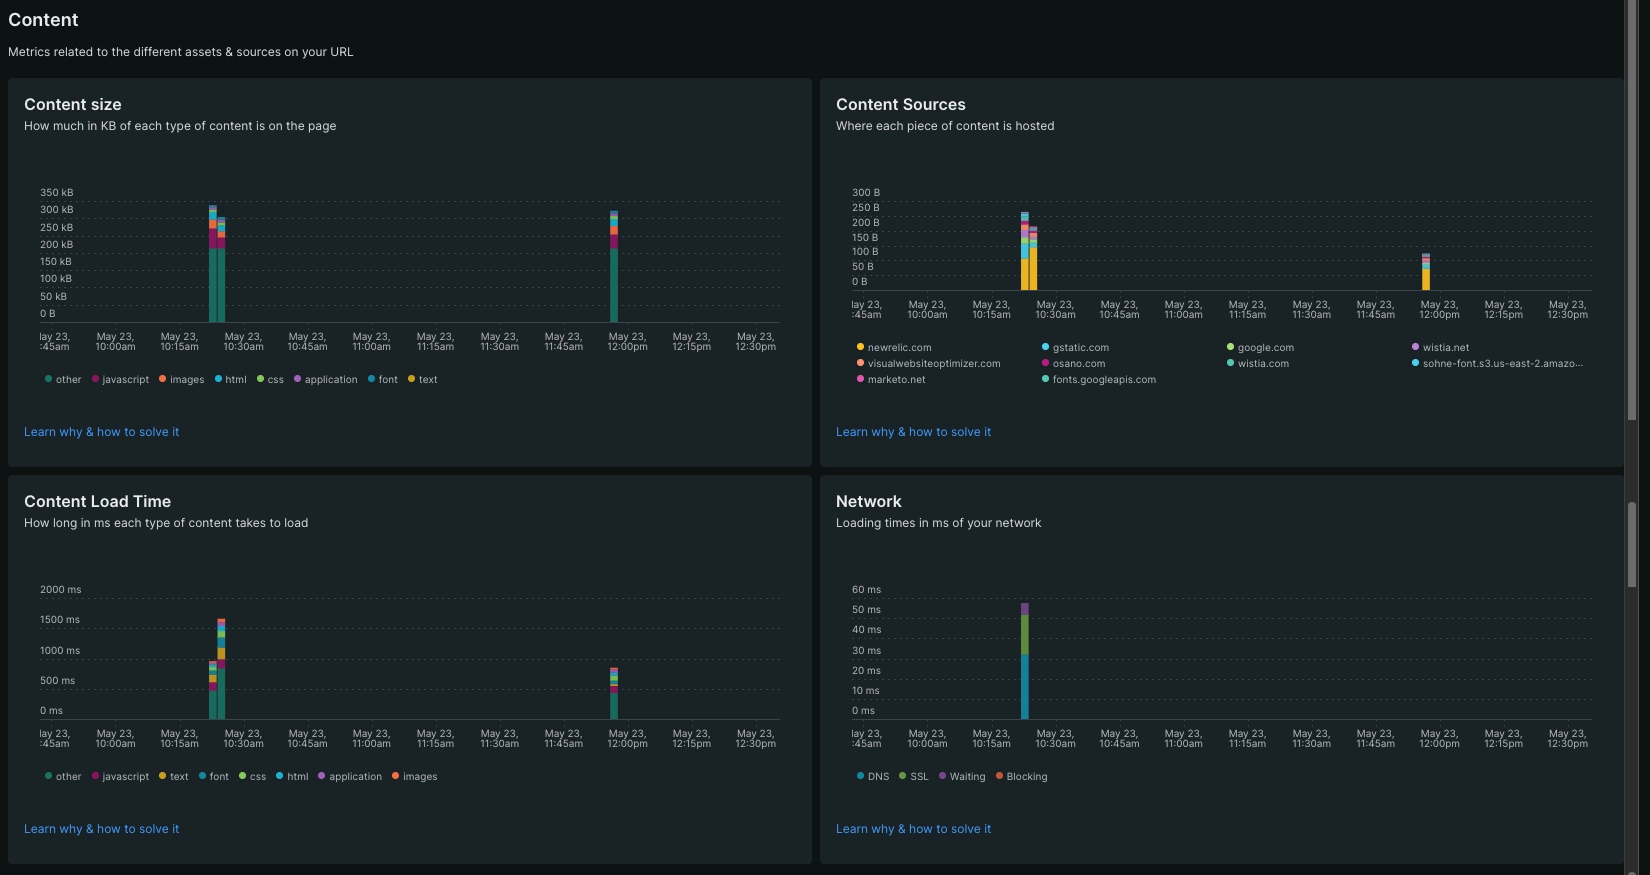 Content
Metrics related to the different assets & sources on your URL
Content size
How much in KB of each type of content is on the page
350 kB
300 kB
250 kB
200 kB
150 kB
100 kB
50 kB
0 B
lay 23, May 23, May 23, May 23, May 23, May 23, May 23, May 23, May 23, May 23, May 23, May 23,
:45am 10:00am 10:15am 10:30am 10:45am 11:00am 11:15am 11:30am 11:45am 12:00pm 12:15pm 12:30pm
other javascript images html css application font text
Learn why & how to solve it
Content Sources
Where each piece of content is hosted
300 B
250 B
200 B
150 B
100 B
50 B
0 B
lay 23, May 23, May 23, May 23, May 23, May 23, May 23, May 23, May 23, May 23, May 23, May 23,
:45am 10:00am 10:15am 10:30am 10:45am 11:00am 11:15am 11:30am 11:45am 12:00pm 12:15pm 12:30pm
newrelic.com gstatic.com google.com wistia.net
visualwebsiteoptimizer.com osano.com wistia.com sohne-font.s3.us-east-2.amazo...
marketo.net fonts.googleapis.com
Learn why & how to solve it
Content Load Time
How long in ms each type of content takes to load
2000 ms
1500 ms
1000 ms
500 ms
0 ms
lay 23, May 23, May 23, May 23, May 23, May 23, May 23, May 23, May 23, May 23, May 23, May 23,
:45am 10:00am 10:15am 10:30am 10:45am 11:00am 11:15am 11:30am 11:45am 12:00pm 12:15pm 12:30pm
other javascript text font css html application images
Learn why & how to solve it
Network
Loading times in ms of your network
60 ms
50 ms
40 ms
30 ms
20 ms
10 ms
0 ms
lay 23, May 23, May 23, May 23, May 23, May 23, May 23, May 23, May 23, May 23, May 23, May 23,
:45am 10:00am 10:15am 10:30am 10:45am 11:00am 11:15am 11:30am 11:45am 12:00pm 12:15pm 12:30pm
DNS SSL Waiting Blocking
Learn why & how to solve it